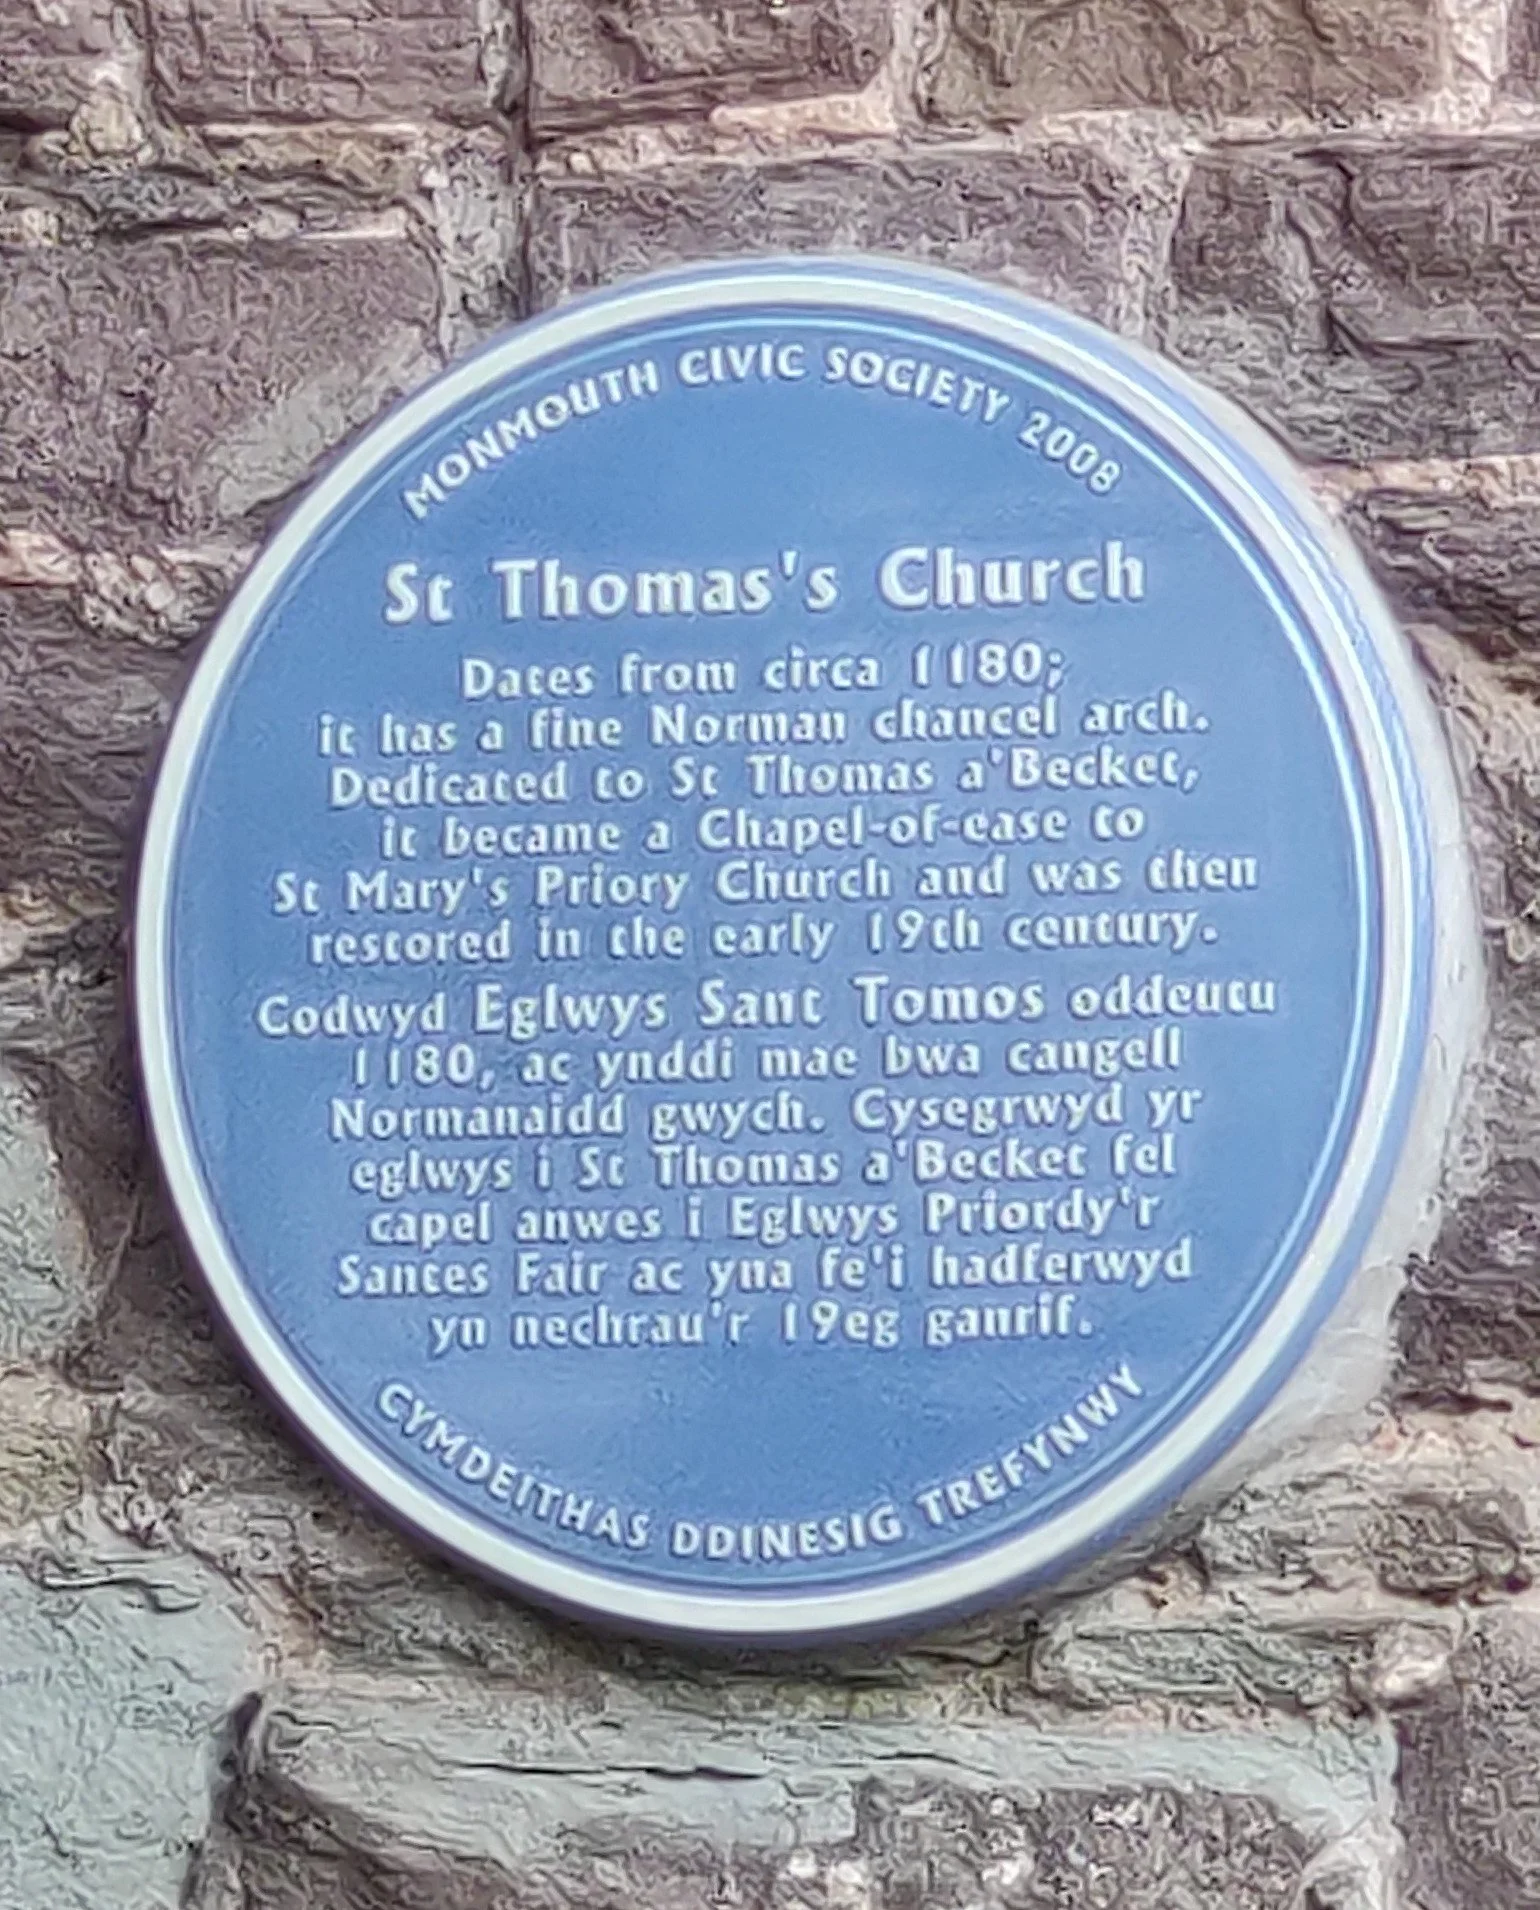 MONMOUTH CIVIC SOCIETY 2008
St Thomas's Church
Dates from circa 1180;
it has a fine Norman chancel arch.
Dedicated to St Thomas a'Becket,
it became a Chapel-of-ease to
St Mary's Priory Church and was then
restored in the early 19th century.
Codwyd Eglwys Sant Tomos oddeutu
1180, ac ynddi mae bwa cangell
Normanaidd gwych. Cysegrwyd yr
eglwys i St Thomas a'Becket fel
capel anwes i Eglwys Priordy'r
Santes Fair ac yna fe'i hadferwyd
yn nechrau'r 19eg ganrif.
CYMDEITHAS DDINESIG TREFYNWY